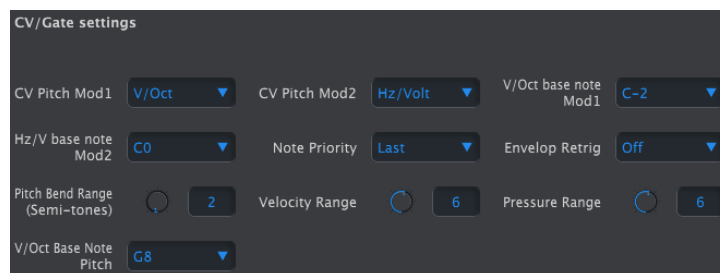 CV/Gate settings
CV Pitch Mod1 V/Oct CV Pitch Mod2 Hz/Volt V/Oct base note
Mod1 C-2
Hz/V base note
Mod2 C0 Note Priority Last Envelop Retrig Off
Pitch Bend Range
(Semi-tones) 2 Velocity Range 6 Pressure Range 6
V/Oct Base Note
Pitch G8